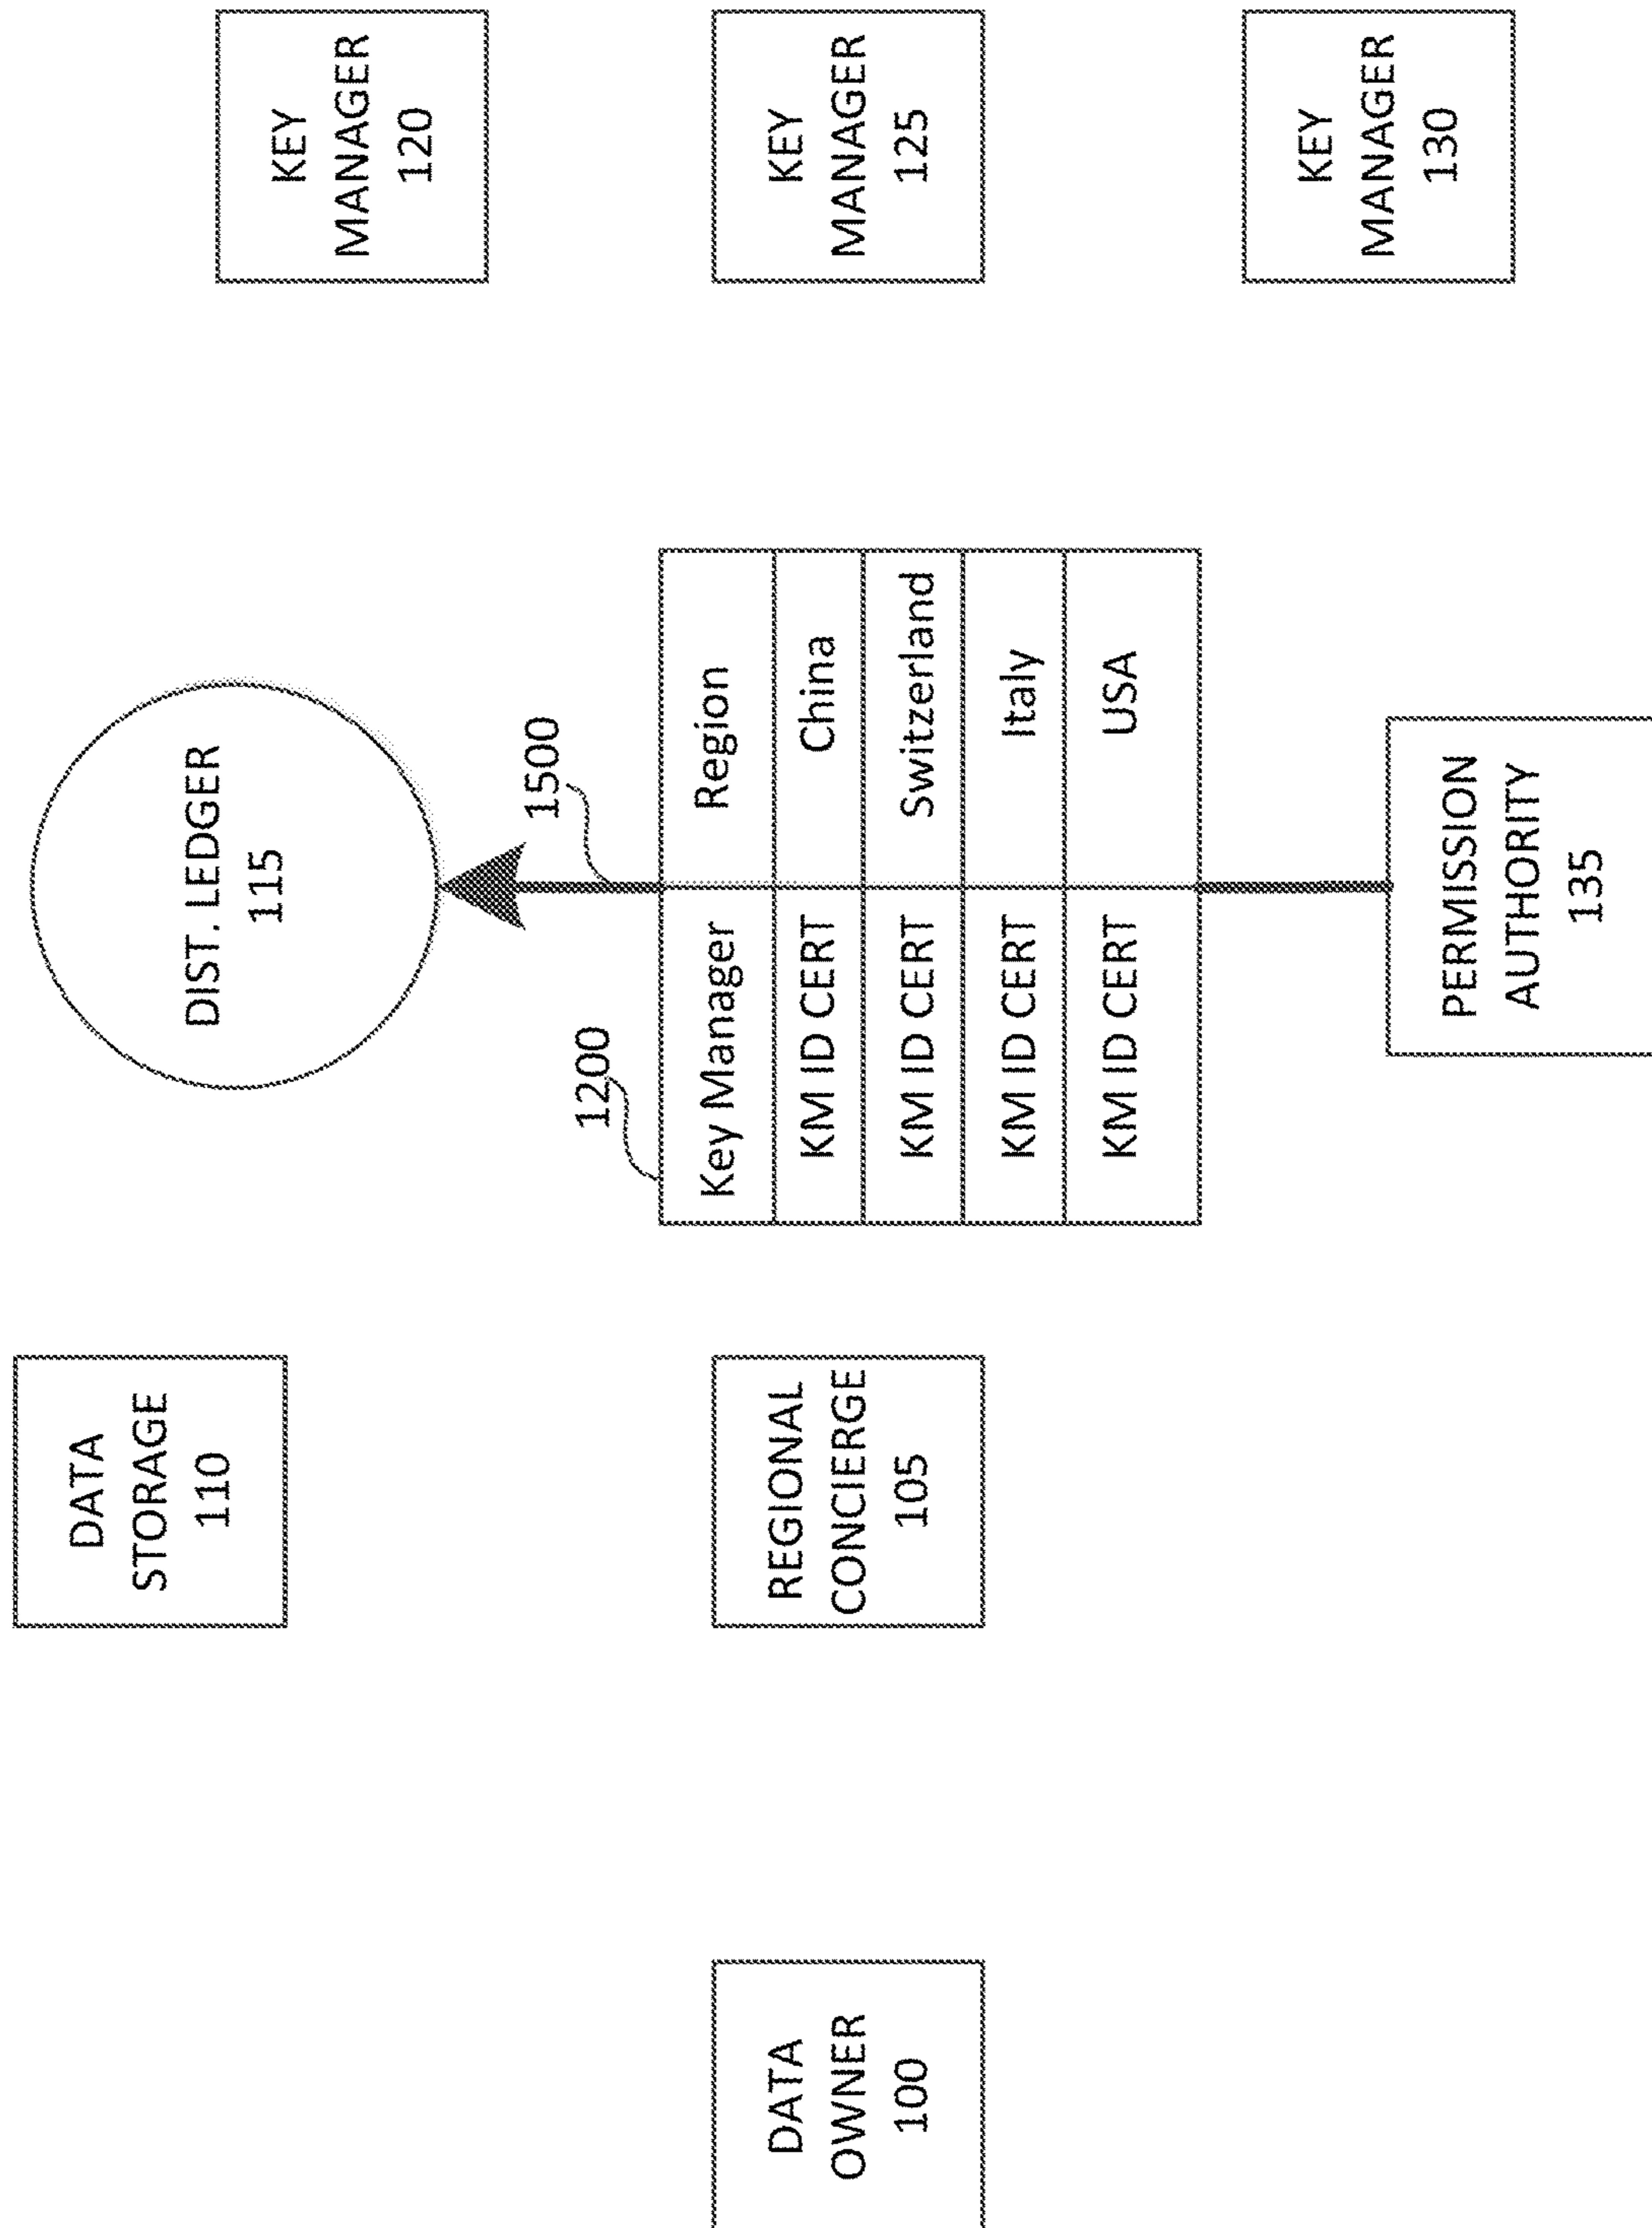 DATA
STORAGE
110
DIST. LEDGER
115
KEY
MANAGER
120
1500
1200
DATA
OWNER
100
REGIONAL
CONCIERGE
105
Key Manager Region
KM ID CERT China
KM ID CERT Switzerland
KM ID CERT Italy
KM ID CERT USA
KEY
MANAGER
125
PERMISSION
AUTHORITY
135
KEY
MANAGER
130